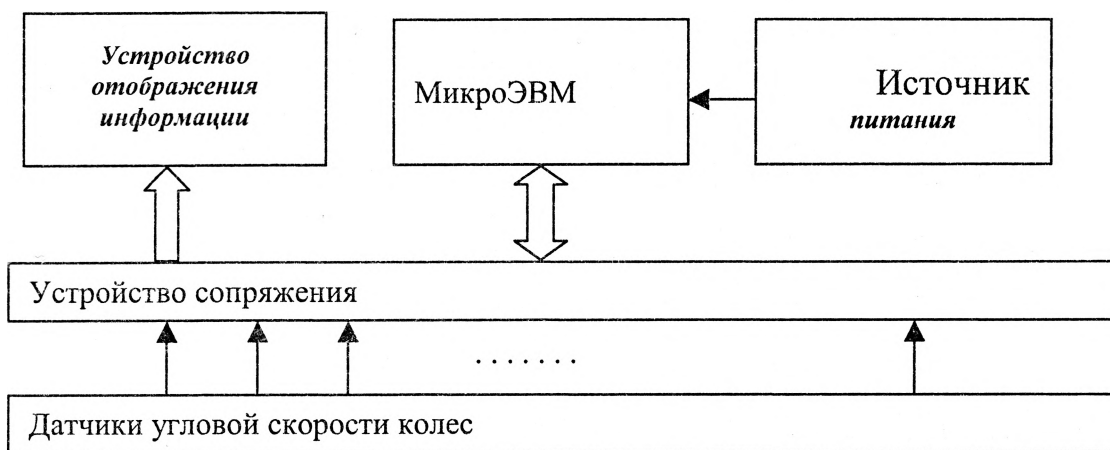 Устройство
отображения
информации
МикроЭВМ
Источник
питания
Устройство сопряжения
.......
Датчики угловой скорости колес